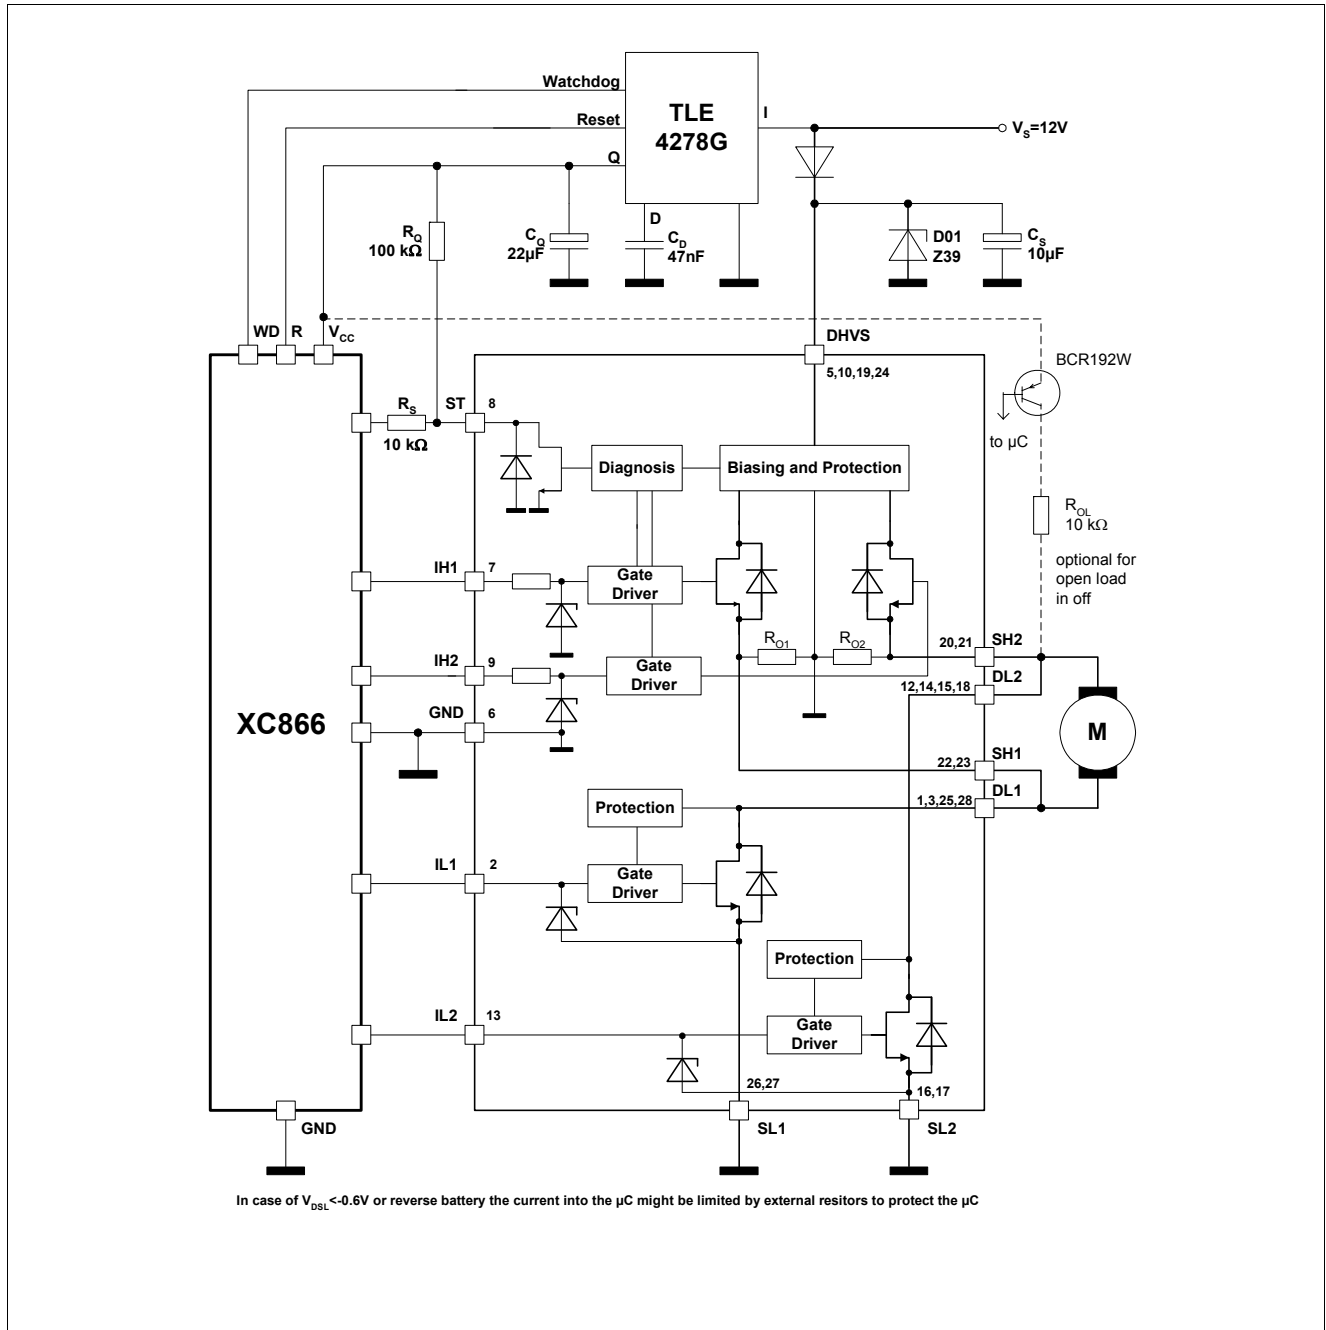 Watchdog
TLE
4278G
I
Reset
V_S=12V
Q
D
R_Q
100 kΩ
C_Q
22µF
C_D
47nF
D01
Z39
C_S
10µF
WD R V_CC
DHVS
5,10,19,24
BCR192W
R_S
10 kΩ
ST 8
to µC
Diagnosis
Biasing and Protection
R_OL
10 kΩ
optional for
open load
in off
IH1 7
Gate
Driver
R_O1
R_O2
20,21 SH2
IH2 9
Gate
Driver
DL2
12,14,15,18
GND 6
XC866
M
SH1
22,23
DL1
1,3,25,28
Protection
IL1 2
Gate
Driver
Protection
IL2 13
Gate
Driver
26,27
16,17
GND
SL1
SL2
In case of V_DSL<-0.6V or reverse battery the current into the µC might be limited by external resitors to protect the µC